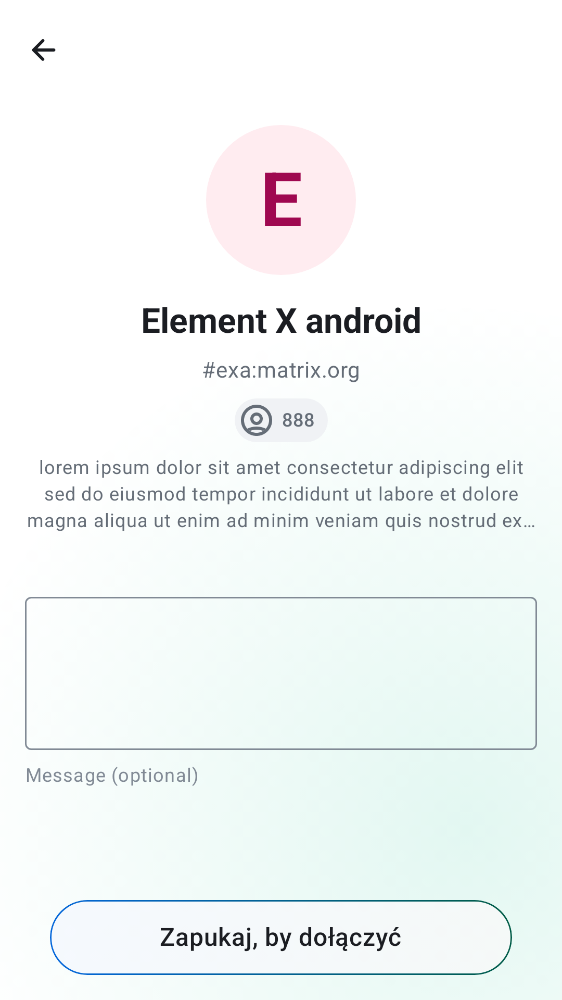 E
Element X android
#exa:matrix.org
888
lorem ipsum dolor sit amet consectetur adipiscing elit
sed do eiusmod tempor incididunt ut labore et dolore
magna aliqua ut enim ad minim veniam quis nostrud ex…
Message (optional)
Zapukaj, by dołączyć